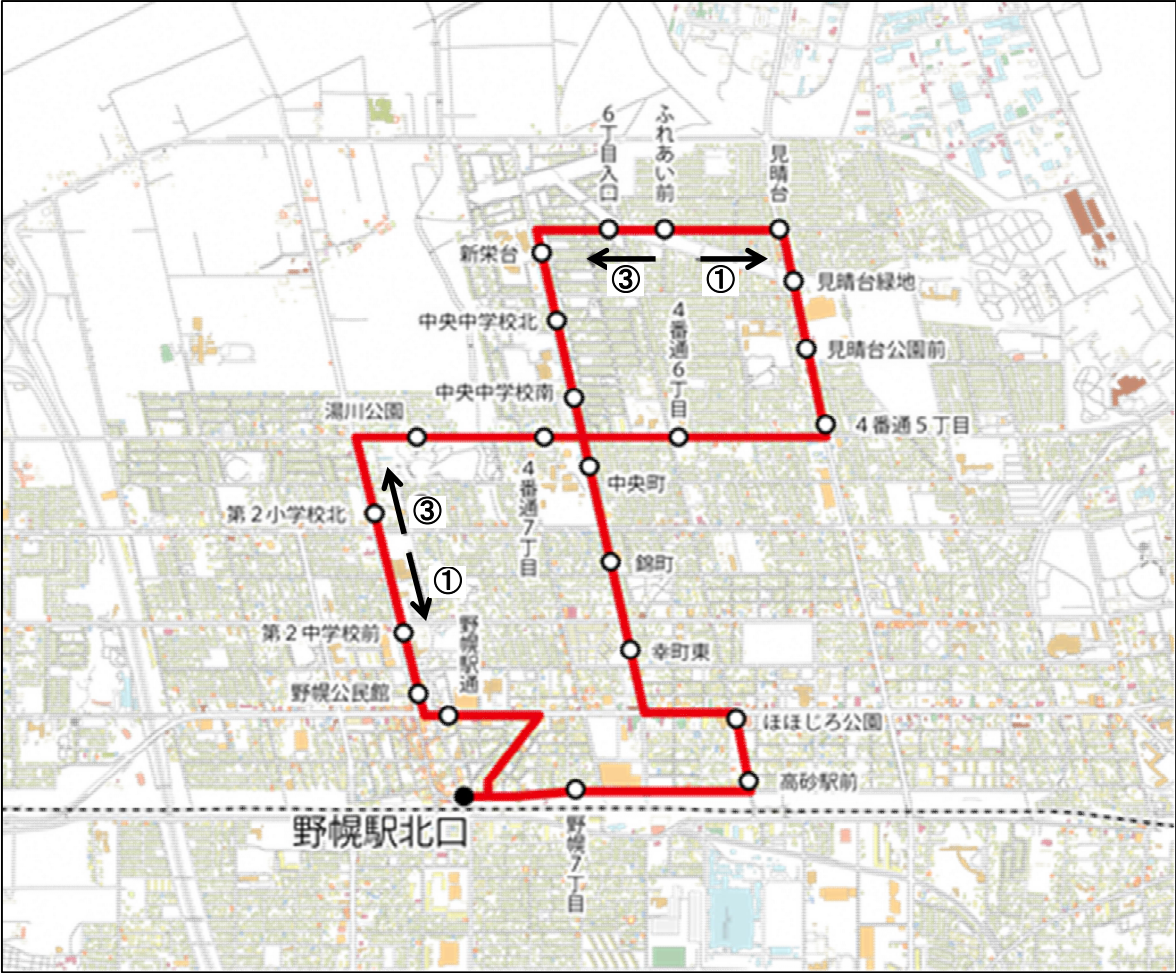 6丁目入口
ふれあい前
見晴台
新栄台
③
①
見晴台緑地
中央中学校北
4番通6丁目
見晴台公園前
中央中学校南
湯川公園
4番通5丁目
4番通7丁目
中央町
第2小学校北
③
錦町
①
第2中学校前
野幌駅通
幸町東
野幌公民館
ほほじろ公園
高砂駅前
野幌駅北口
野幌7丁目